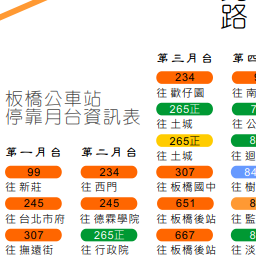 路
板橋公車站
停靠月台資訊表
第一月台
99
往新莊
245
往台北市府
307
往撫遠街
第二月台
234
往西門
245
往德霖學院
265正
往行政院
第三月台
234
往歡仔園
265正
往土城
265正
往土城
307
往板橋國中
651
往板橋後站
667
往板橋後站
第四
往南
往公
8
往迴
84
往樹
8
往監
8
往淡